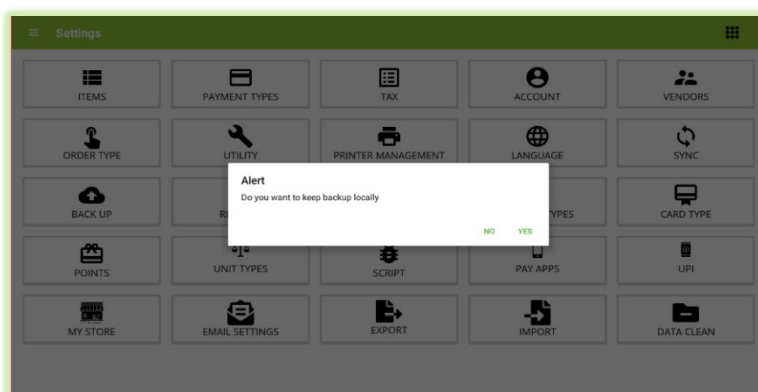 Settings
ITEMS PAYMENT TYPES TAX ACCOUNT VENDORS
ORDER TYPE UTILITY PRINTER MANAGEMENT LANGUAGE SYNC
Alert
Do you want to keep backup locally
BACK UP YPES CARD TYPE
NO YES
POINTS UNIT TYPES SCRIPT PAY APPS UPI
MY STORE EMAIL SETTINGS EXPORT IMPORT DATA CLEAN